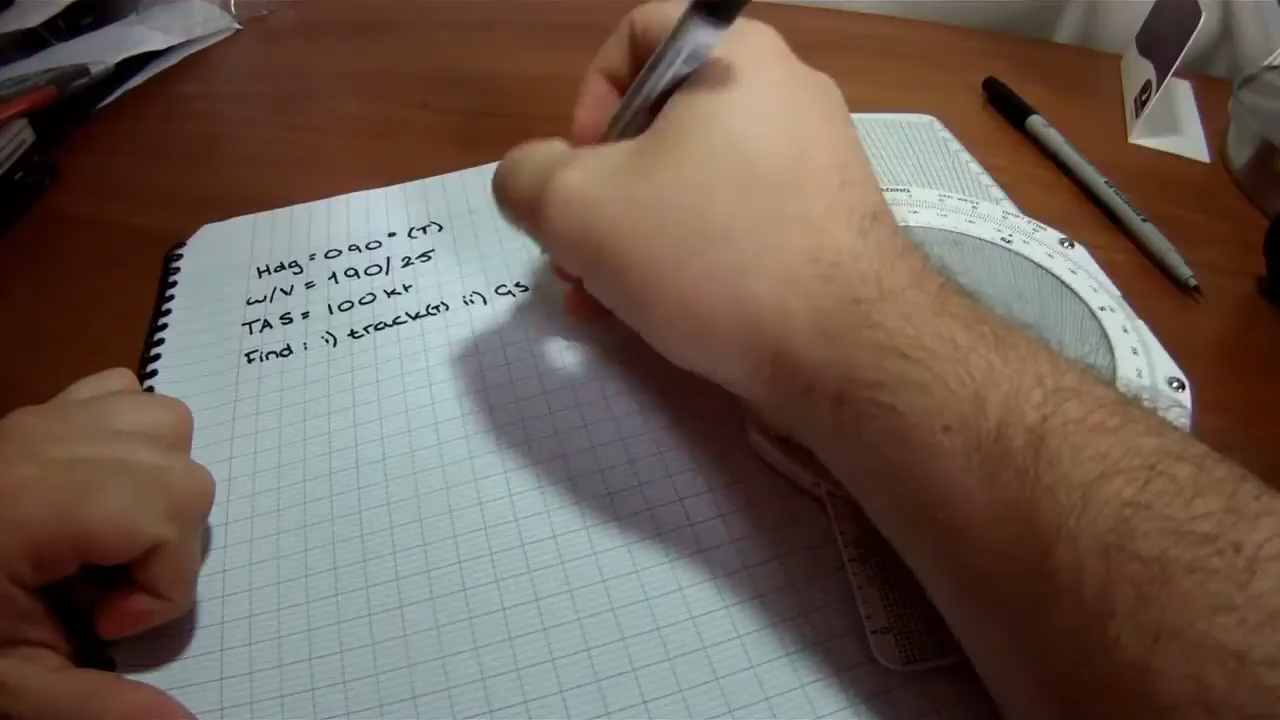 Hdg = 090° (T)
W/V = 190/25
TAS = 100 kt
Find: i) track(T) ii) GS